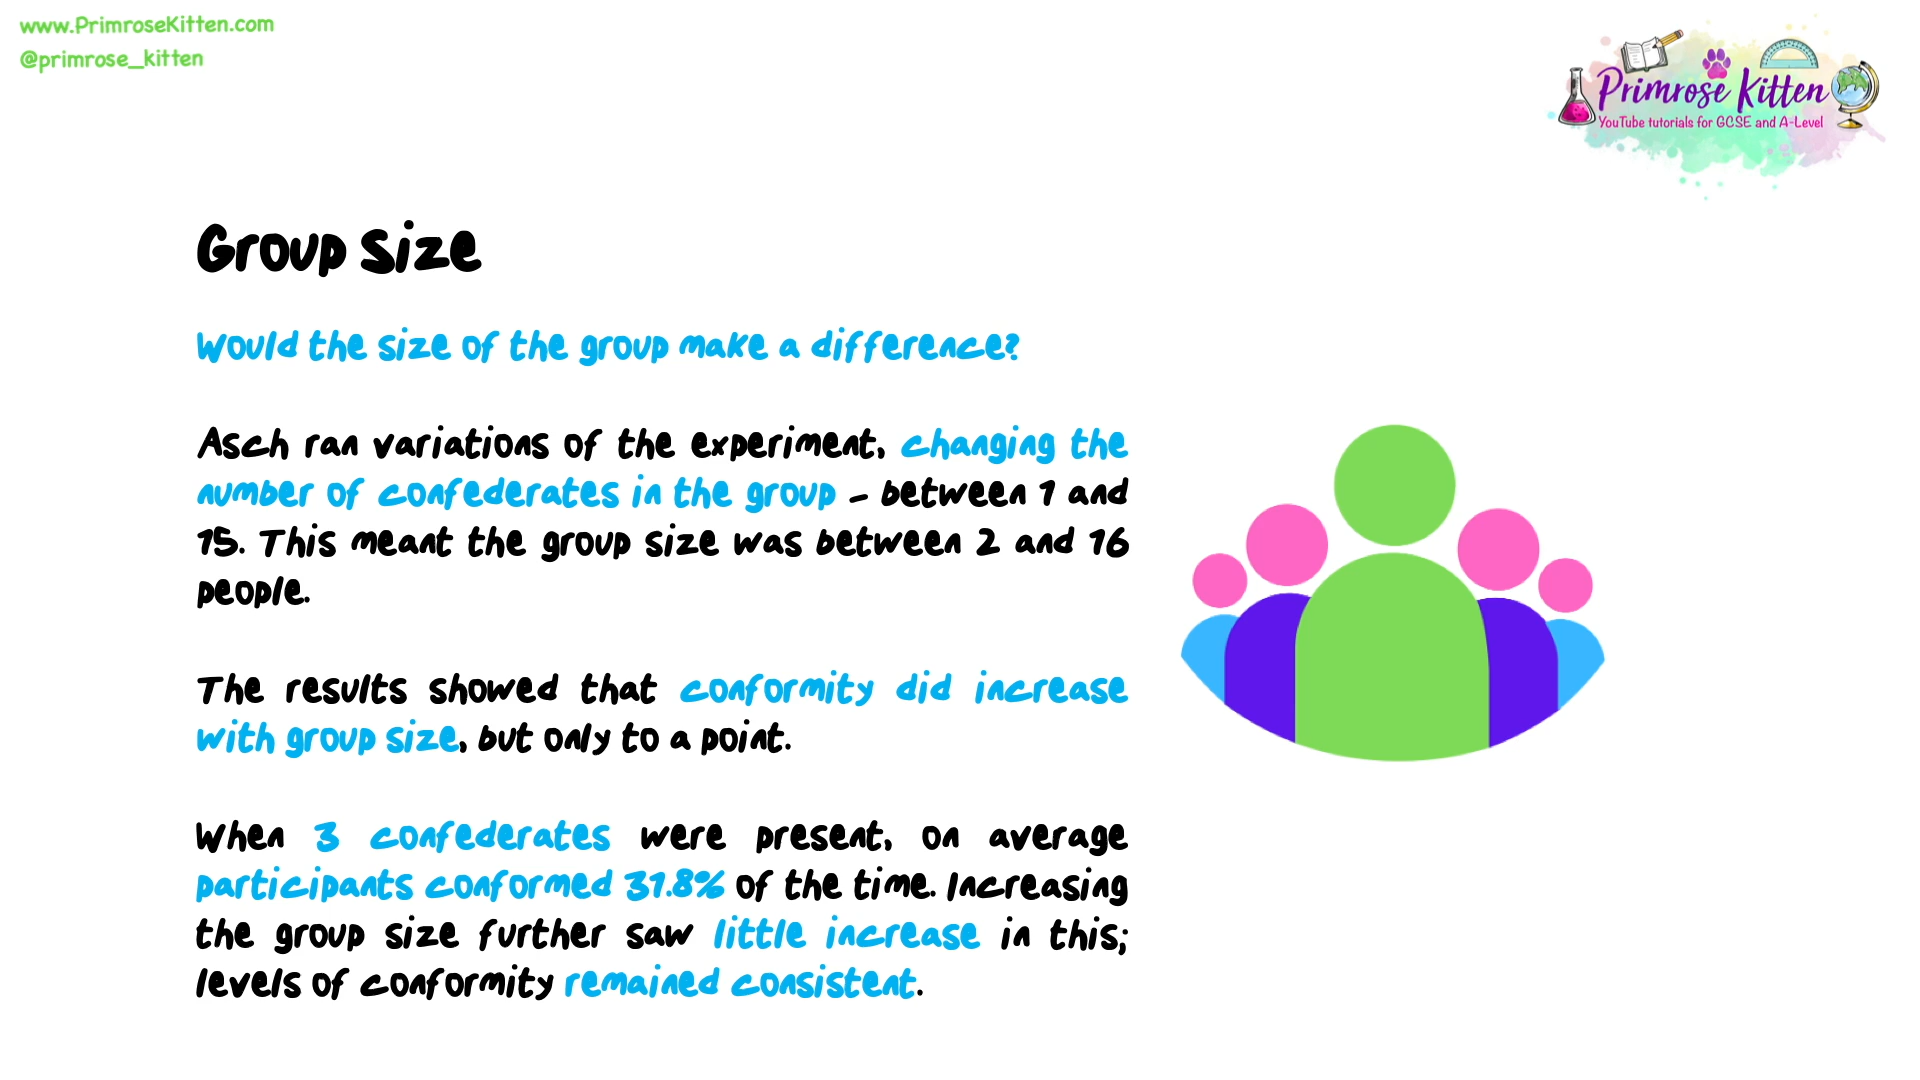 www.PrimroseKitten.com
@primrose_kitten
Primrose Kitten
YouTube tutorials for GCSE and A-Level
Group Size
Would the size of the group make a difference?
Asch ran variations of the experiment, changing the
number of confederates in the group - between 1 and
15. This meant the group size was between 2 and 16
people.
The results showed that conformity did increase
with group size, but only to a point.
When 3 confederates were present, on average
participants conformed 31.8% of the time. Increasing
the group size further saw little increase in this;
levels of conformity remained consistent.